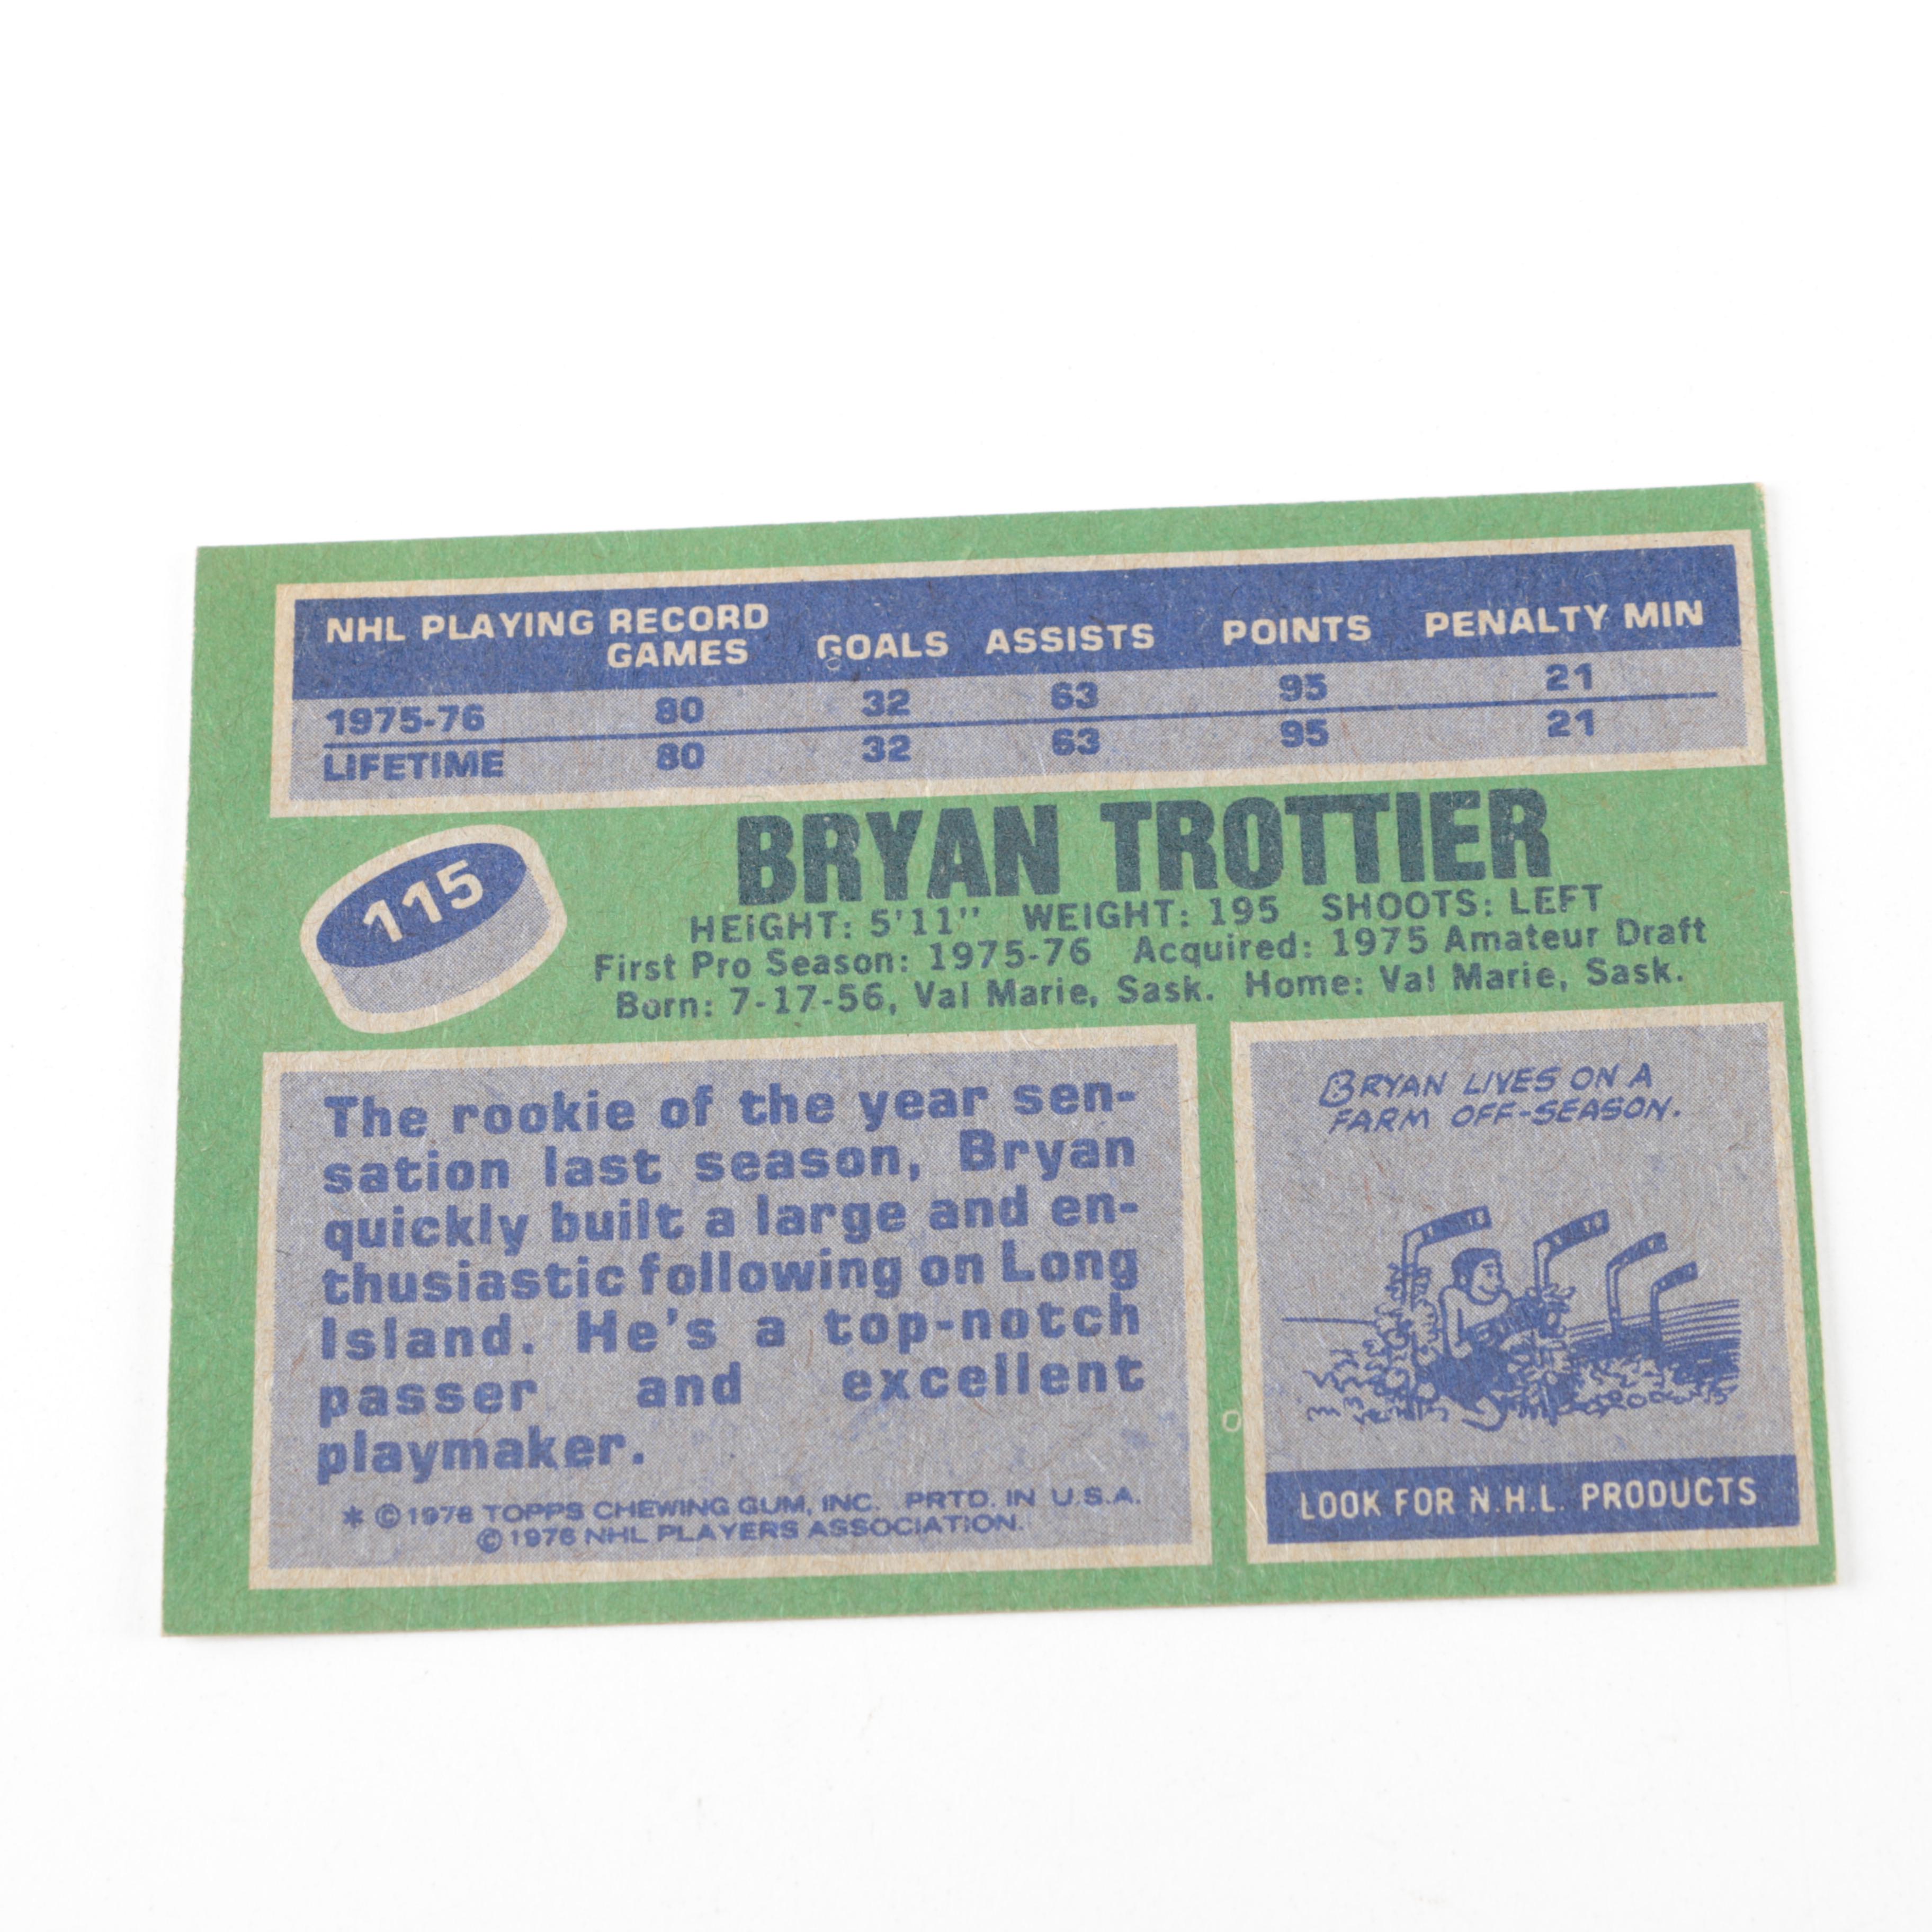 NHL PLAYING RECORD
GAMES GOALS ASSISTS POINTS PENALTY MIN
1975-76 80 32 63 95 21
LIFETIME 80 32 63 95 21
115
BRYAN TROTTIER
HEIGHT: 5'11" WEIGHT: 195 SHOOTS: LEFT
First Pro Season: 1975-76 Acquired: 1975 Amateur Draft
Born: 7-17-56, Val Marie, Sask. Home: Val Marie, Sask.
The rookie of the year sen-
sation last season, Bryan
quickly built a large and en-
thusiastic following on Long
Island. He's a top-notch
passer and excellent
playmaker.
* © 1976 TOPPS CHEWING GUM, INC. PRTD. IN U.S.A.
© 1976 NHL PLAYERS ASSOCIATION.
BRYAN LIVES ON A
FARM OFF-SEASON.
LOOK FOR N.H.L. PRODUCTS